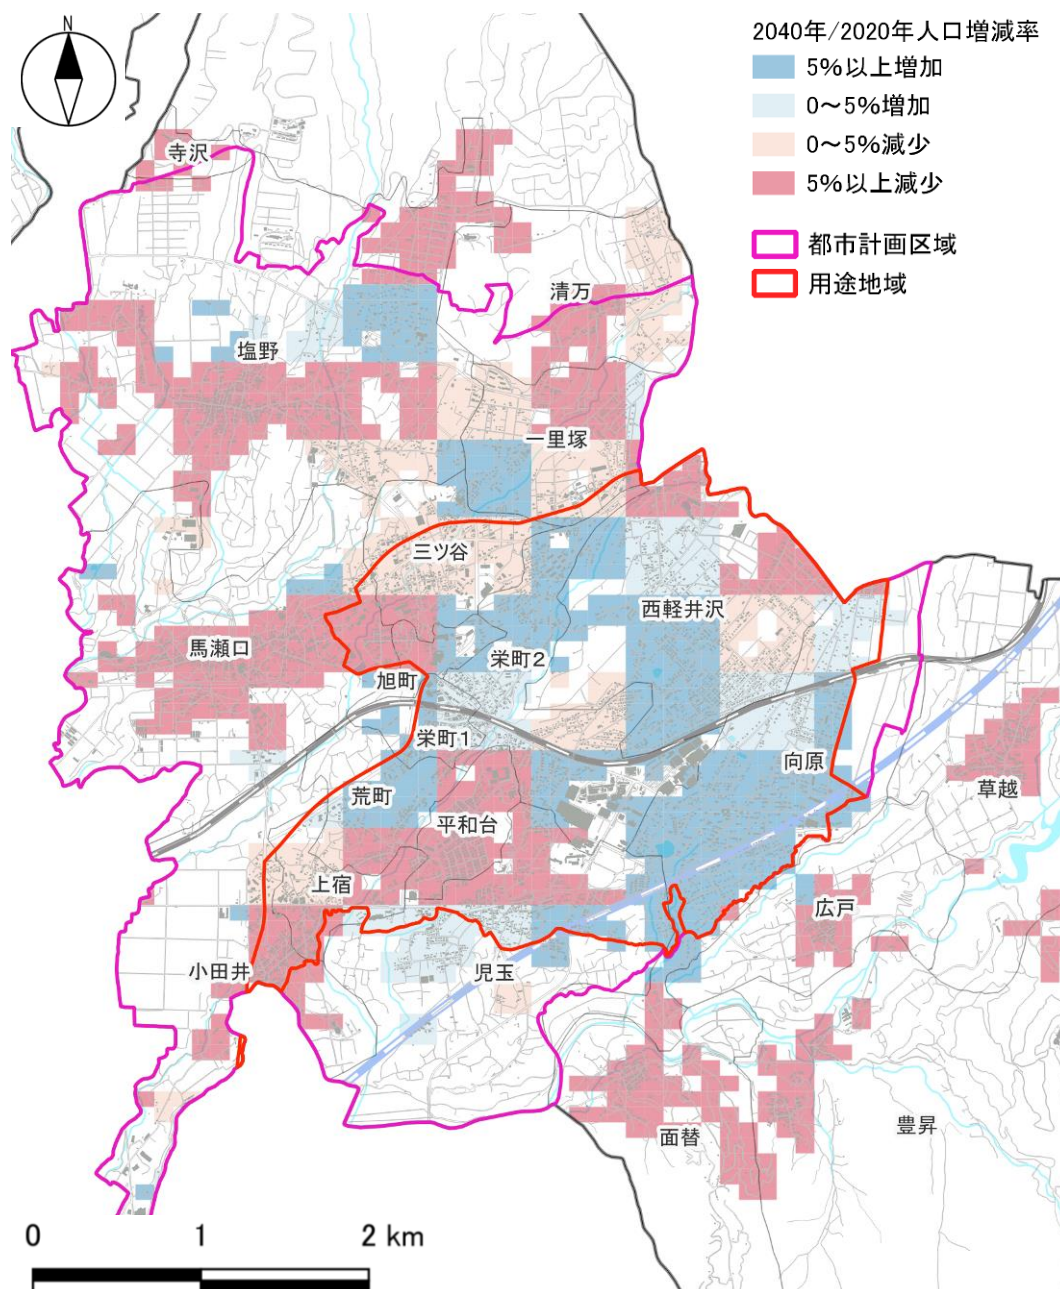 N
2040年/2020年人口増減率
5%以上増加
0～5%増加
0～5%減少
5%以上減少
都市計画区域
用途地域
寺沢
清万
塩野
一里塚
三ツ谷
西軽井沢
馬瀬口
栄町2
旭町
栄町1
向原
荒町
草越
平和台
上宿
広戸
小田井
児玉
豊昇
面替
0 1 2 km